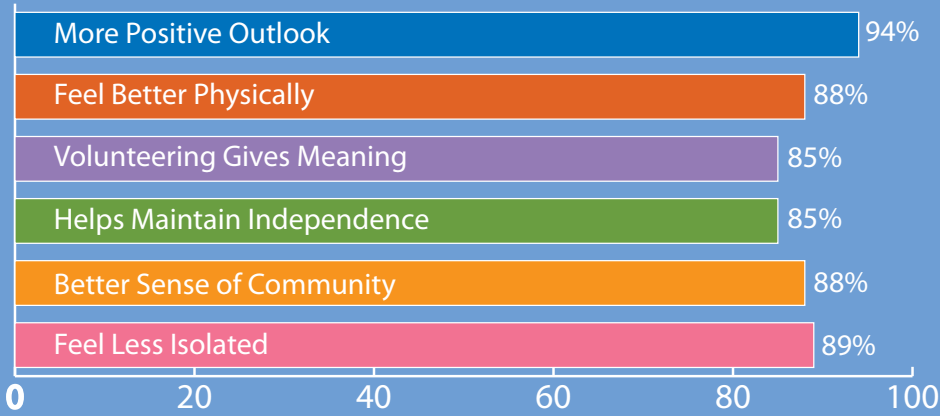 More Positive Outlook 94%
Feel Better Physically 88%
Volunteering Gives Meaning 85%
Helps Maintain Independence 85%
Better Sense of Community 88%
Feel Less Isolated 89%
0 20 40 60 80 100